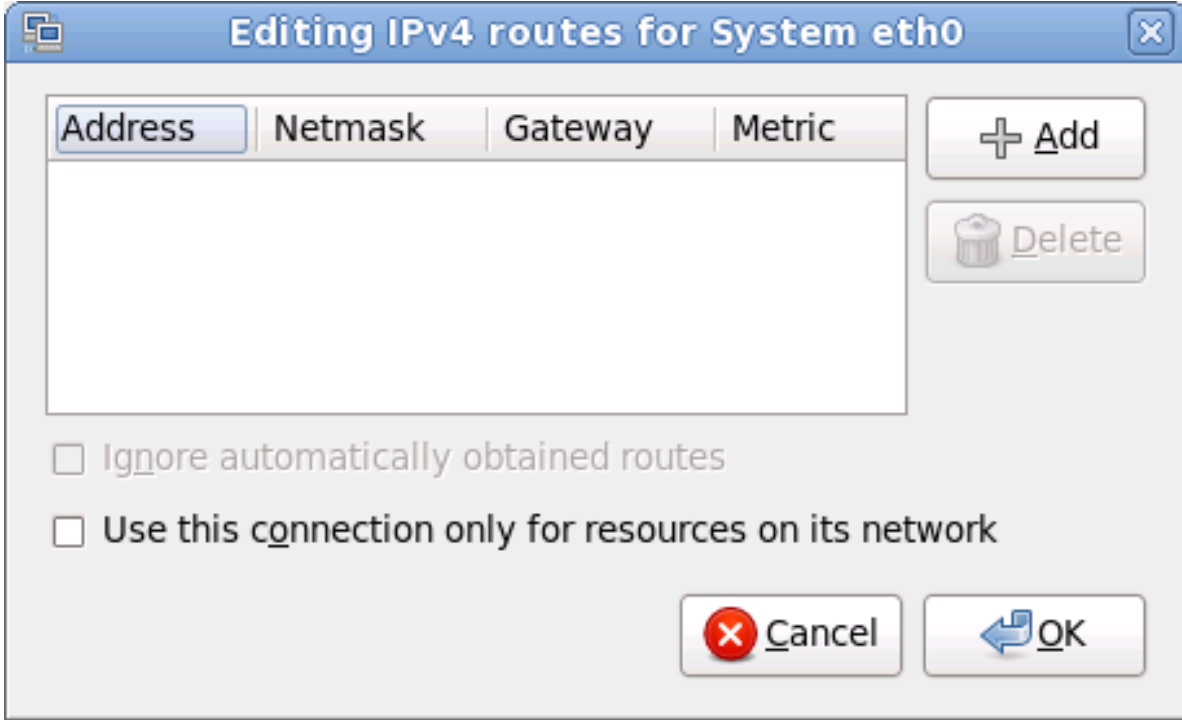 Editing IPv4 routes for System eth0
Address Netmask Gateway Metric
Add
Delete
Ignore automatically obtained routes
Use this connection only for resources on its network
Cancel OK